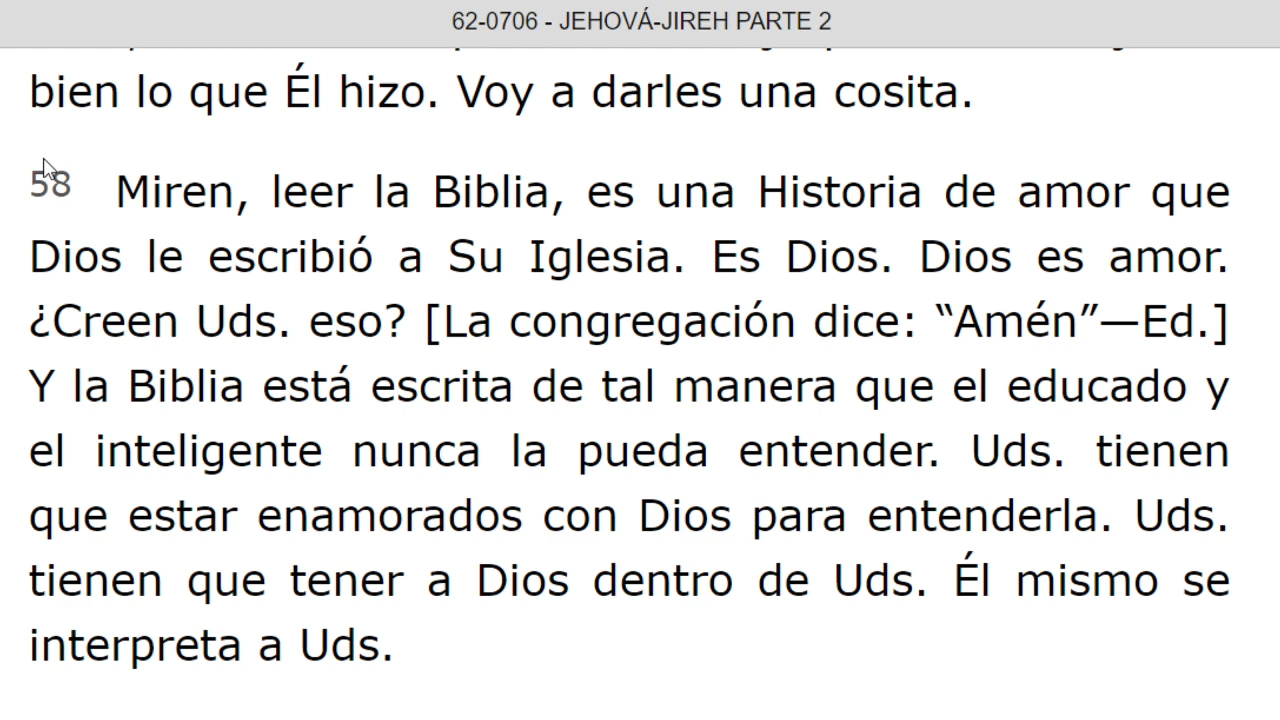 62-0706 - JEHOVÁ-JIREH PARTE 2
bien lo que Él hizo. Voy a darles una cosita.
58 Miren, leer la Biblia, es una Historia de amor que
Dios le escribió a Su Iglesia. Es Dios. Dios es amor.
¿Creen Uds. eso? [La congregación dice: “Amén”—Ed.]
Y la Biblia está escrita de tal manera que el educado y
el inteligente nunca la pueda entender. Uds. tienen
que estar enamorados con Dios para entenderla. Uds.
tienen que tener a Dios dentro de Uds. Él mismo se
interpreta a Uds.